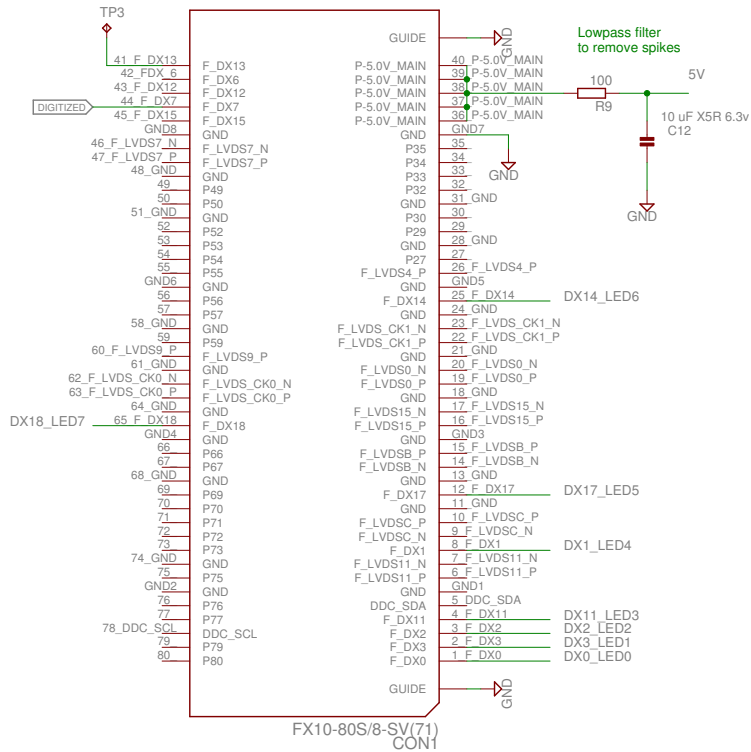 TP3
Lowpass filter
to remove spikes
GUIDE GND
41_F_DX13 F_DX13 P-5.0V_MAIN 40 P-5.0V_MAIN
42_FDX_6 F_DX6 P-5.0V_MAIN 39 P-5.0V_MAIN
43_F_DX12 F_DX12 P-5.0V_MAIN 38 P-5.0V_MAIN 100 R9 5V
DIGITIZED 44_F_DX7 F_DX7 P-5.0V_MAIN 37 P-5.0V_MAIN
45_F_DX15 F_DX15 P-5.0V_MAIN 36 P-5.0V_MAIN 10 uF X5R 6.3v
C12
GND8 GND GND GND7
46_F_LVDS7_N F_LVDS7_N P35 35
47_F_LVDS7_P F_LVDS7_P P34 34
48_GND GND P33 33 GND
49 P49 P32 32
50 P50 GND 31 GND
51_GND GND P30 30 GND
52 P52 P29 29
53 P53 GND 28 GND
54 P54 P27 27
55 P55 F_LVDS4_P 26 F_LVDS4_P
GND6 GND GND GND5
56 P56 F_DX14 25 F_DX14 DX14_LED6
57 P57 GND 24 GND
58_GND GND F_LVDS_CK1_N 23 F_LVDS_CK1_N
59 P59 F_LVDS_CK1_P 22 F_LVDS_CK1_P
60_F_LVDS9_P F_LVDS9_P GND 21 GND
61_GND GND F_LVDS0_N 20 F_LVDS0_N
62_F_LVDS_CK0_N F_LVDS_CK0_N F_LVDS0_P 19 F_LVDS0_P
63_F_LVDS_CK0_P F_LVDS_CK0_P GND 18 GND
64_GND GND F_LVDS15_N 17 F_LVDS15_N
DX18_LED7 65_F_DX18 F_DX18 F_LVDS15_P 16 F_LVDS15_P
GND4 GND GND GND3
66 P66 F_LVDSB_P 15 F_LVDSB_P
67 P67 F_LVDSB_N 14 F_LVDSB_N
68_GND GND GND 13 GND
69 P69 F_DX17 12 F_DX17 DX17_LED5
70 P70 GND 11 GND
71 P71 F_LVDSC_P 10 F_LVDSC_P
72 P72 F_LVDSC_N 9 F_LVDSC_N
73 P73 F_DX1 8 F_DX1 DX1_LED4
74_GND GND F_LVDS11_N 7 F_LVDS11_N
75 P75 F_LVDS11_P 6 F_LVDS11_P
GND2 GND GND GND1
76 P76 DDC_SDA 5 DDC_SDA
77 P77 F_DX11 4 F_DX11 DX11_LED3
78_DDC_SCL DDC_SCL F_DX2 3 F_DX2 DX2_LED2
79 P79 F_DX3 2 F_DX3 DX3_LED1
80 P80 F_DX0 1 F_DX0 DX0_LED0
GUIDE GND
FX10-80S/8-SV(71)
CON1